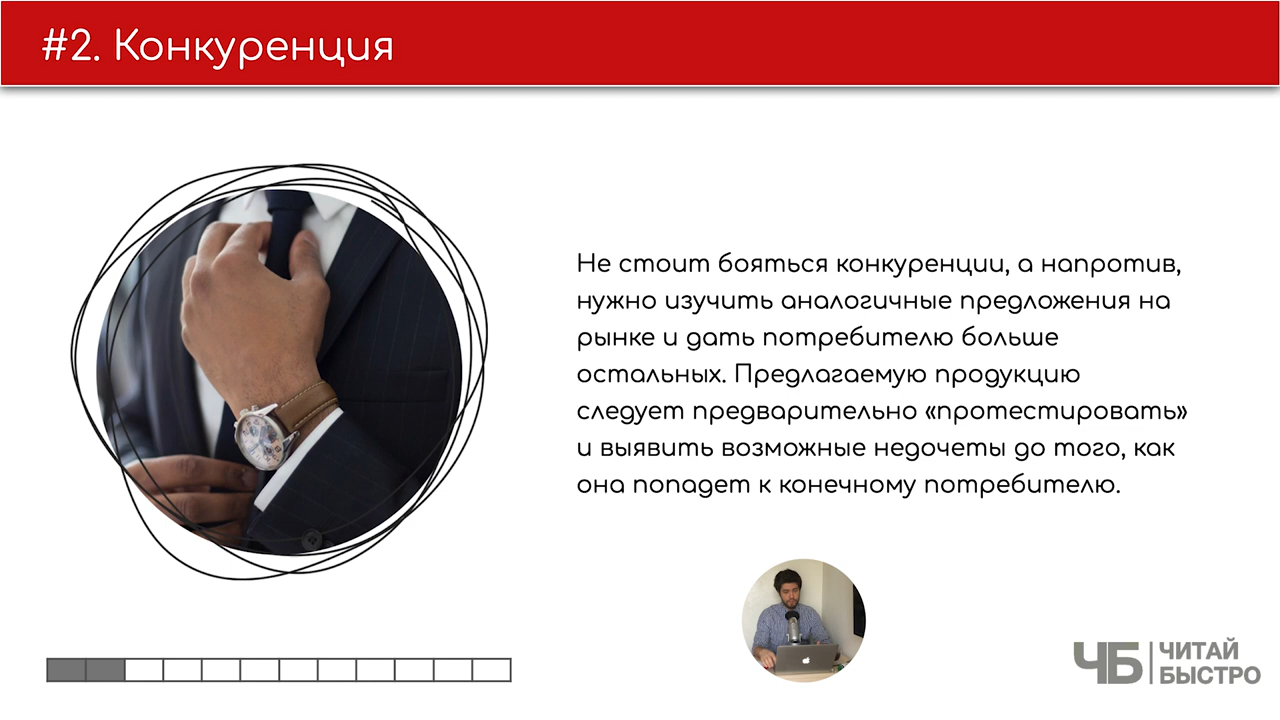 #2. Конкуренция
Не стоит бояться конкуренции, а напротив,
нужно изучить аналогичные предложения на
рынке и дать потребителю больше
остальных. Предлагаемую продукцию
следует предварительно «протестировать»
и выявить возможные недочеты до того, как
она попадет к конечному потребителю.
ЧБ
ЧИТАЙ
БЫСТРО